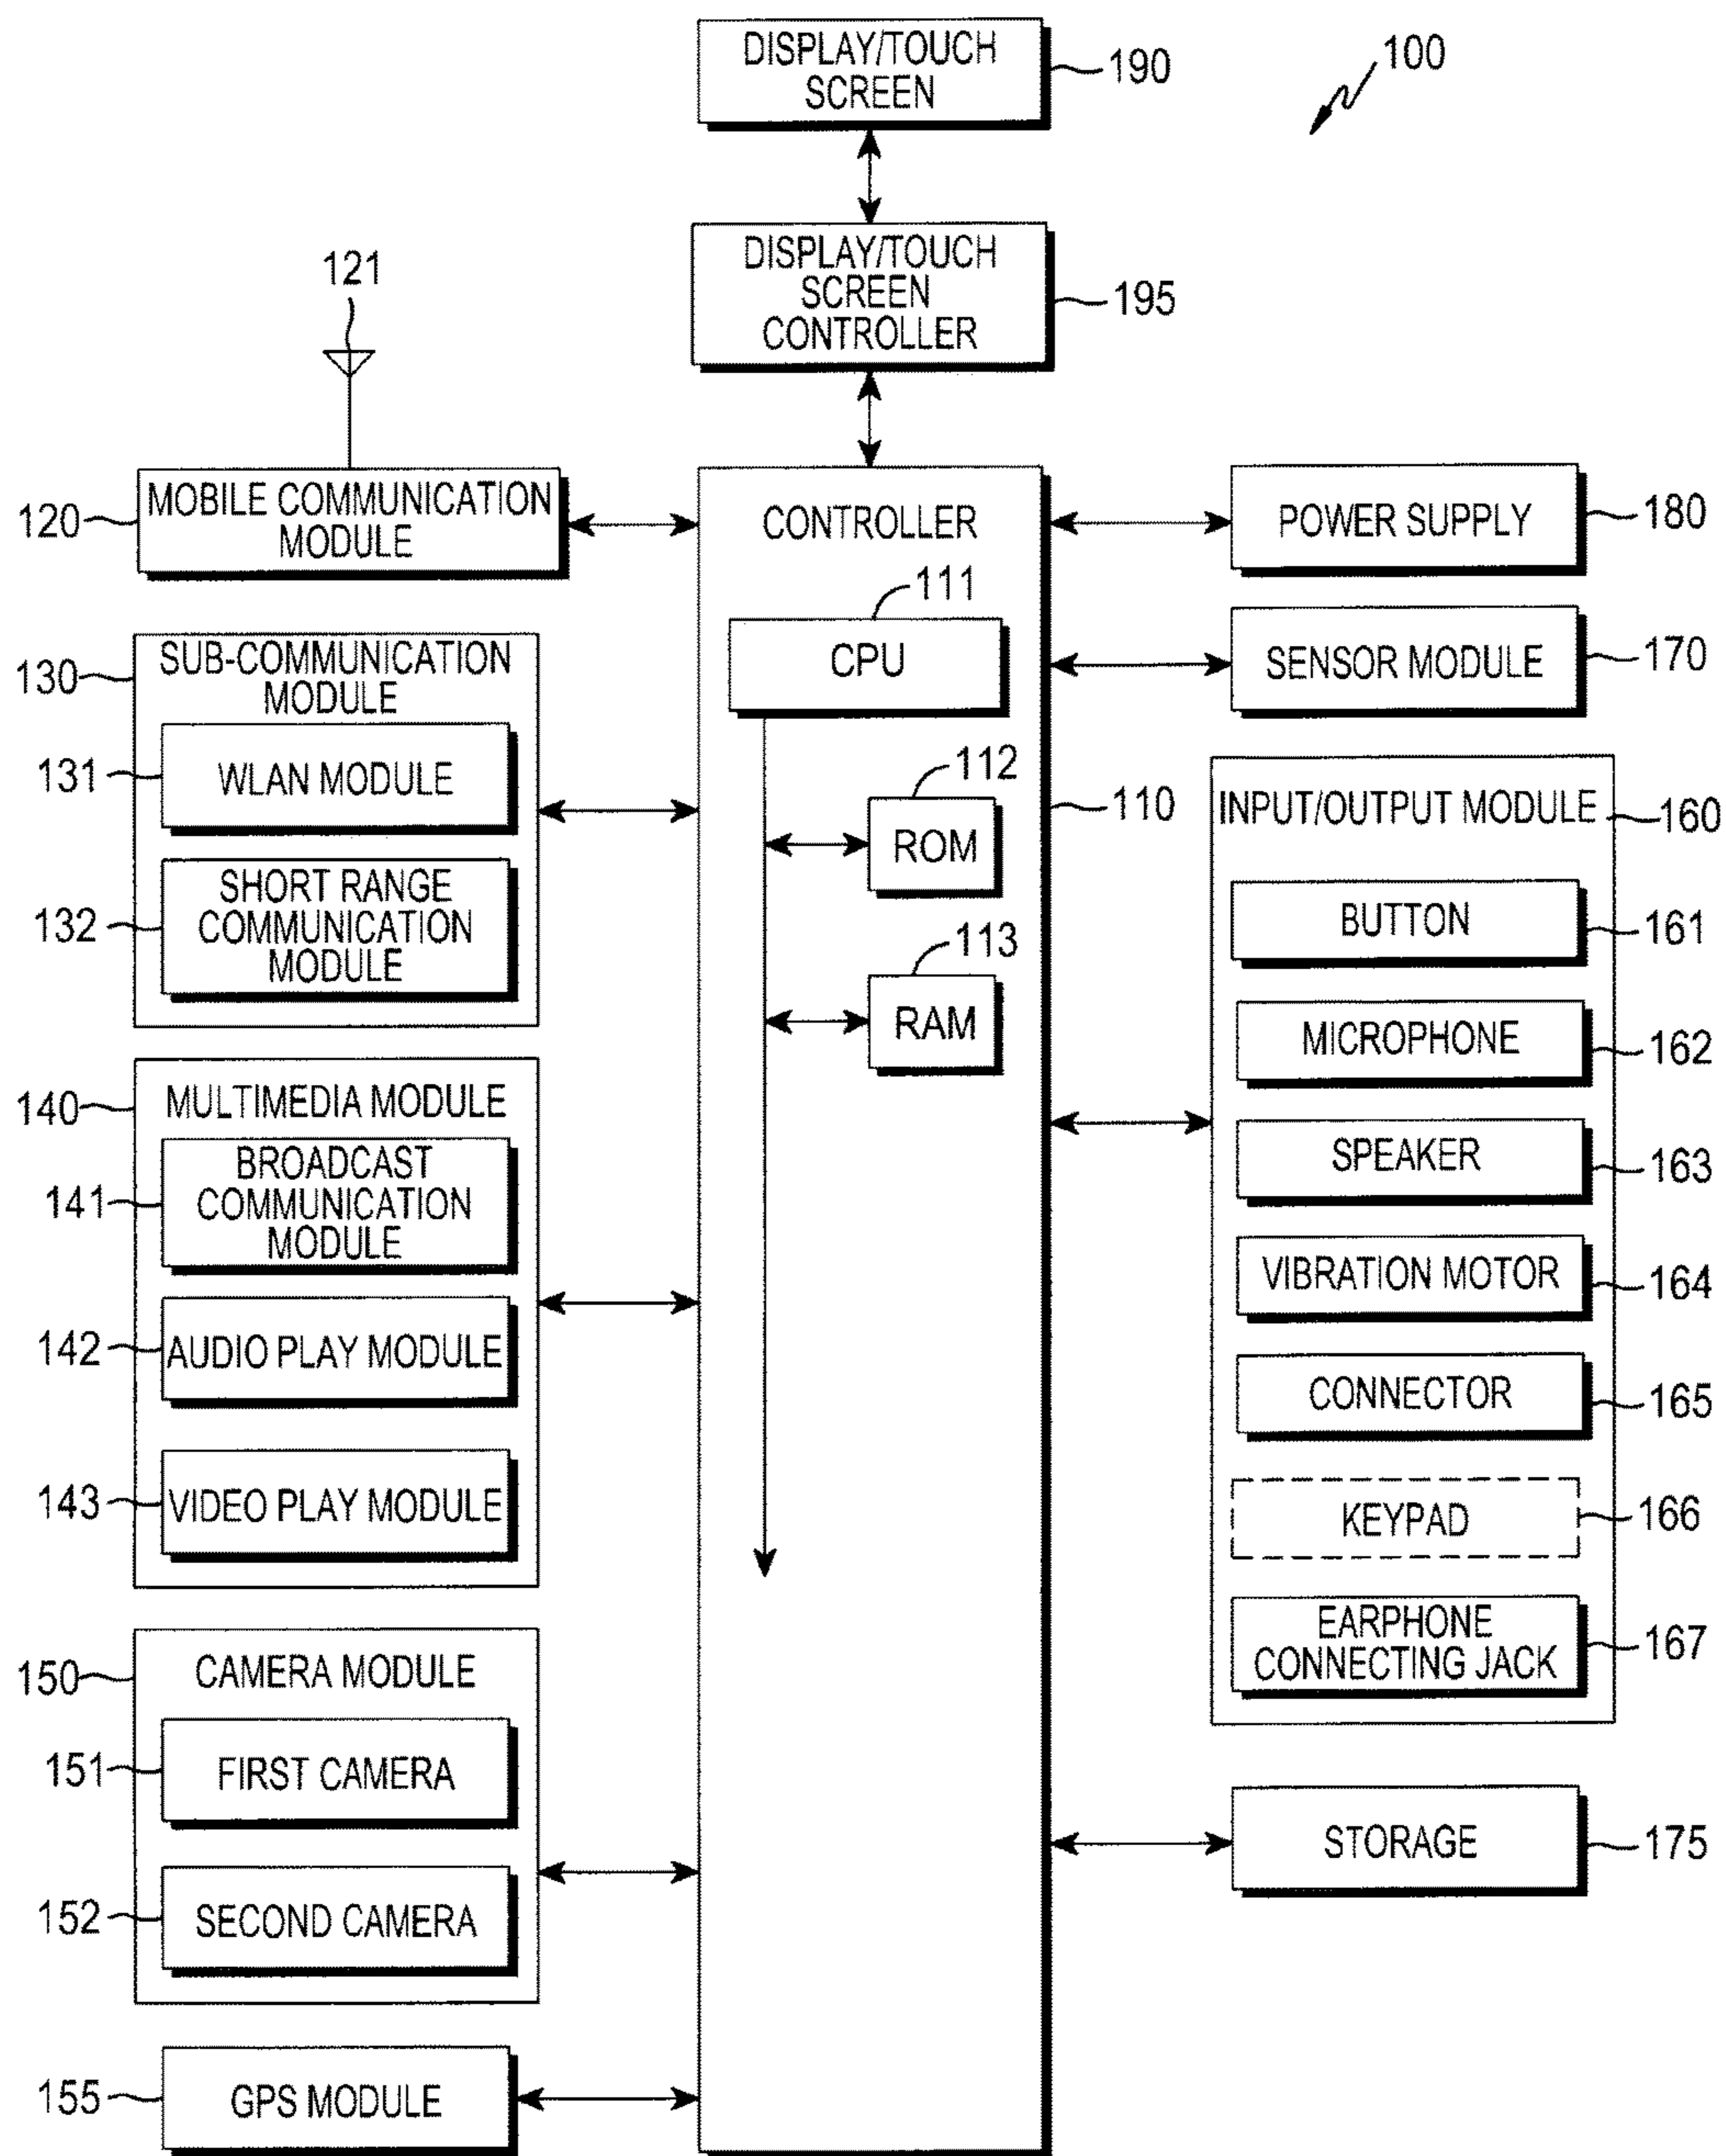 DISPLAY/TOUCH
SCREEN
190
100
DISPLAY/TOUCH
SCREEN
CONTROLLER
195
121
120
MOBILE COMMUNICATION
MODULE
CONTROLLER
POWER SUPPLY
180
111
CPU
SENSOR MODULE
170
130
SUB-COMMUNICATION
MODULE
131
WLAN MODULE
132
SHORT RANGE
COMMUNICATION
MODULE
112
ROM
113
RAM
110
INPUT/OUTPUT MODULE
160
BUTTON
161
MICROPHONE
162
SPEAKER
163
VIBRATION MOTOR
164
CONNECTOR
165
KEYPAD
166
EARPHONE
CONNECTING JACK
167
140
MULTIMEDIA MODULE
141
BROADCAST
COMMUNICATION
MODULE
142
AUDIO PLAY MODULE
143
VIDEO PLAY MODULE
150
CAMERA MODULE
151
FIRST CAMERA
152
SECOND CAMERA
STORAGE
175
155
GPS MODULE